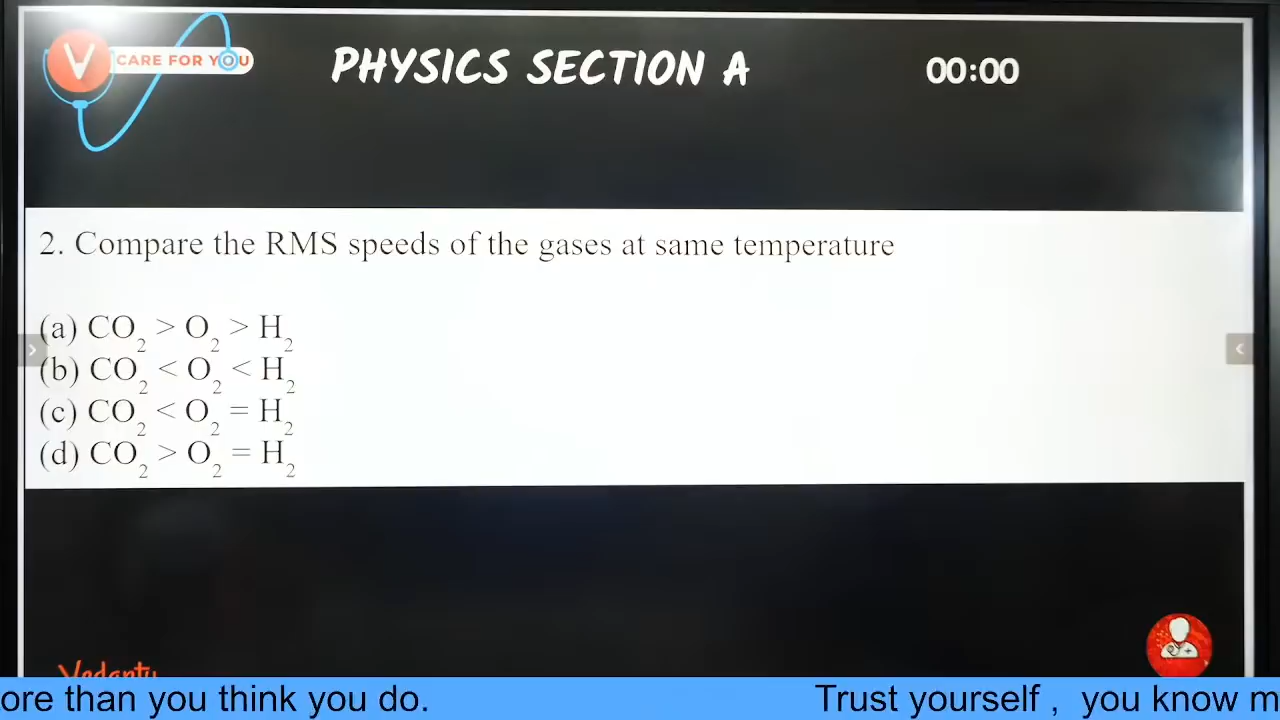 V CARE FOR YOU
PHYSICS SECTION A
00:00
2. Compare the RMS speeds of the gases at same temperature
(a) CO₂ > O₂ > H₂
(b) CO₂ < O₂ < H₂
(c) CO₂ < O₂ = H₂
(d) CO₂ > O₂ = H₂
Vedantu
ore than you think you do. Trust yourself , you know m